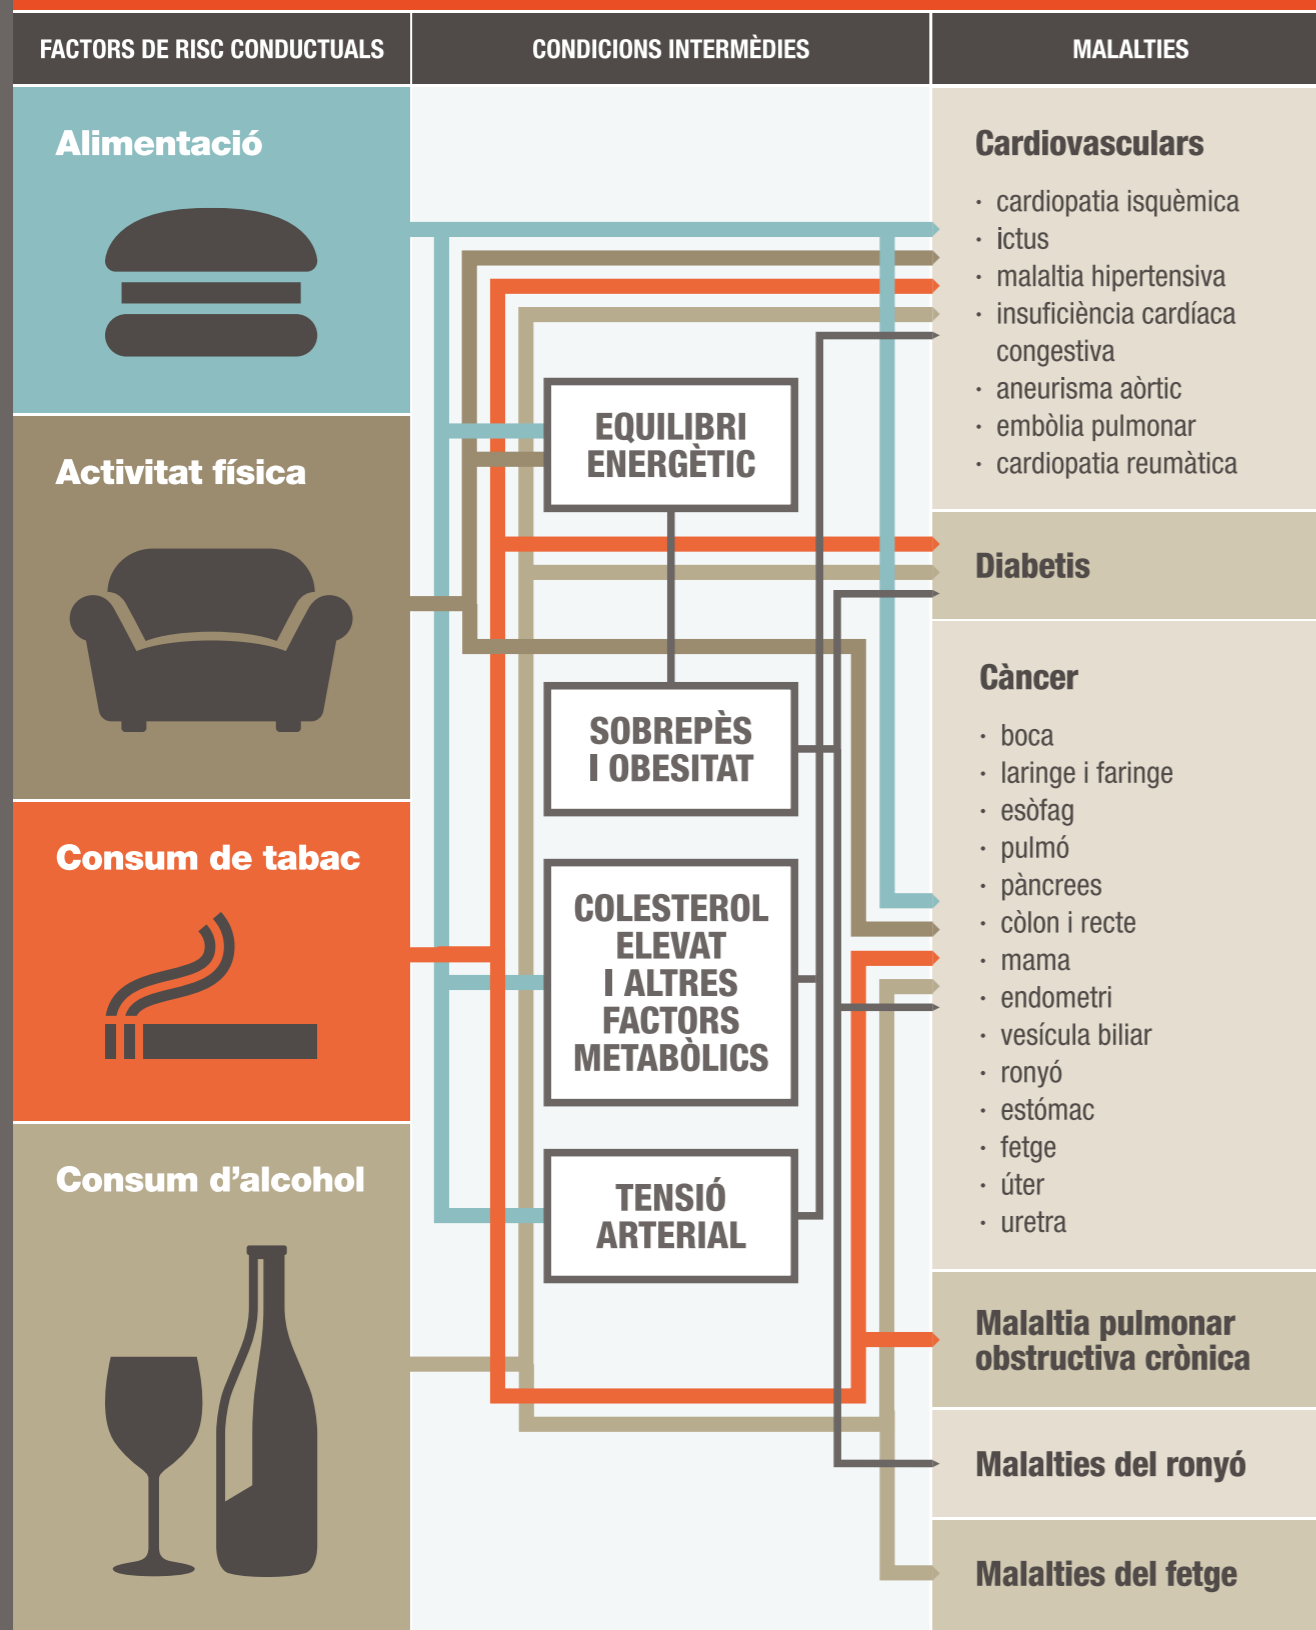 FACTORS DE RISC CONDUCTUALS
CONDICIONS INTERMÈDIES
MALALTIES
Alimentació
Activitat física
Consum de tabac
Consum d’alcohol
EQUILIBRI
ENERGÈTIC
SOBREPÈS
I OBESITAT
COLESTEROL
ELEVAT
I ALTRES
FACTORS
METABÒLICS
TENSIÓ
ARTERIAL
Cardiovasculars
· cardiopatia isquèmica
· ictus
· malaltia hipertensiva
· insuficiència cardíaca
congestiva
· aneurisma aòrtic
· embòlia pulmonar
· cardiopatia reumàtica
Diabetis
Càncer
· boca
· laringe i faringe
· esòfag
· pulmó
· pàncrees
· còlon i recte
· mama
· endometri
· vesícula biliar
· ronyó
· estómac
· fetge
· úter
· uretra
Malaltia pulmonar
obstructiva crònica
Malalties del ronyó
Malalties del fetge